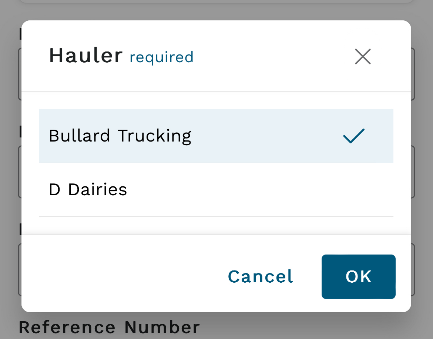 Hauler required
Bullard Trucking
D Dairies
Cancel OK
Reference Number